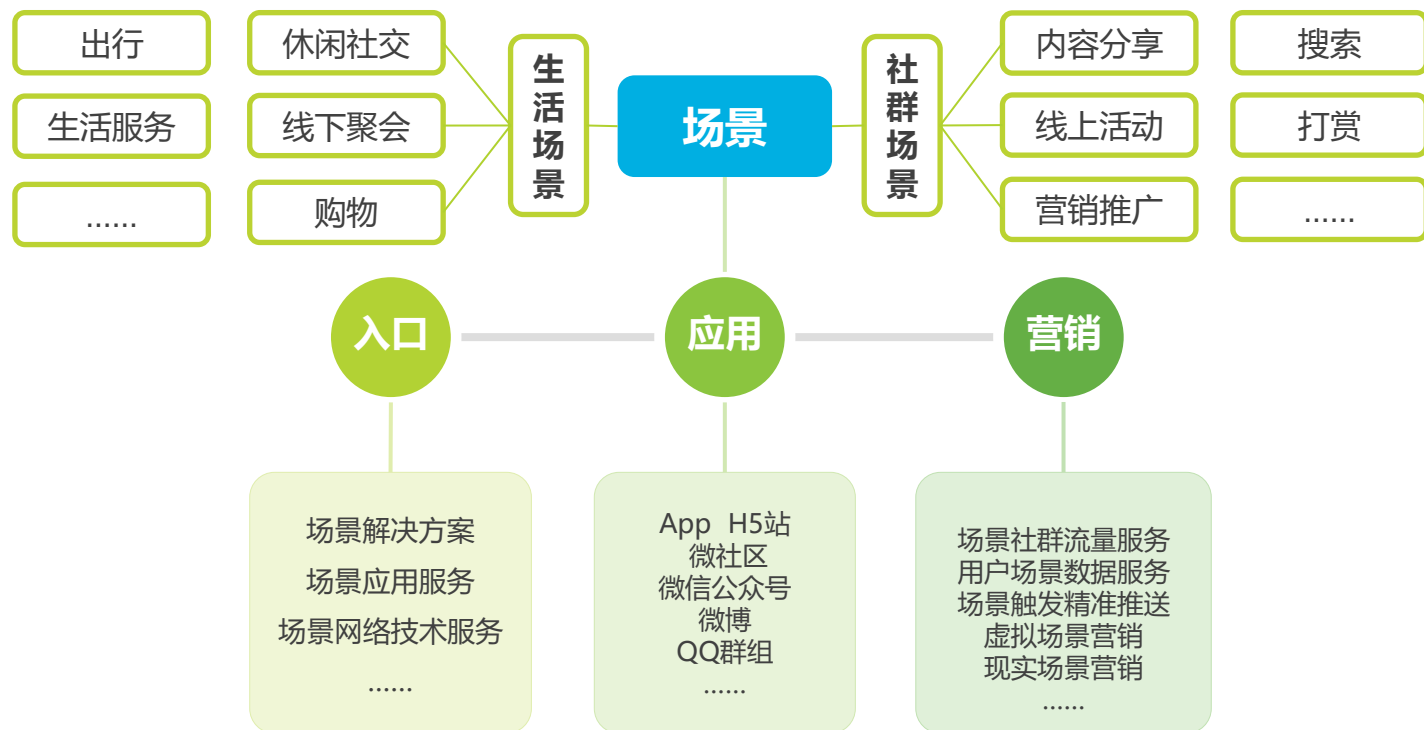 出行
休闲社交
生活服务
线下聚会
……
购物
生活场景
场景
社群场景
内容分享
搜索
线上活动
打赏
营销推广
……
入口
应用
营销
场景解决方案
场景应用服务
场景网络技术服务
……
App H5站
微社区
微信公众号
微博
QQ群组
……
场景社群流量服务
用户场景数据服务
场景触发精准推送
虚拟场景营销
现实场景营销
……